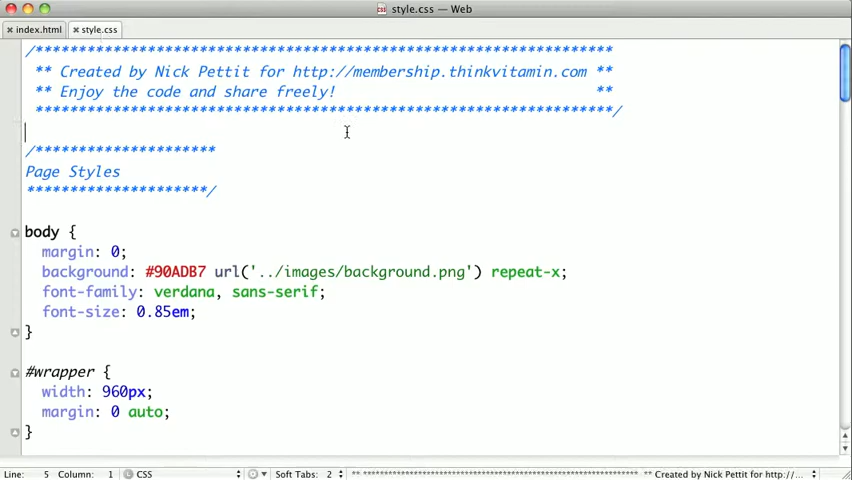 style.css — Web
index.html
style.css
/*******************************************************************
** Created by Nick Pettit for http://membership.thinkvitamin.com **
** Enjoy the code and share freely! **
*******************************************************************/
/*********************
Page Styles
*********************/
body {
margin: 0;
background: #90ADB7 url('../images/background.png') repeat-x;
font-family: verdana, sans-serif;
font-size: 0.85em;
}
#wrapper {
width: 960px;
margin: 0 auto;
}
Line: 5 Column: 1 CSS Soft Tabs: 2 ** ******************************************************* ** Created by Nick Pettit for http://...